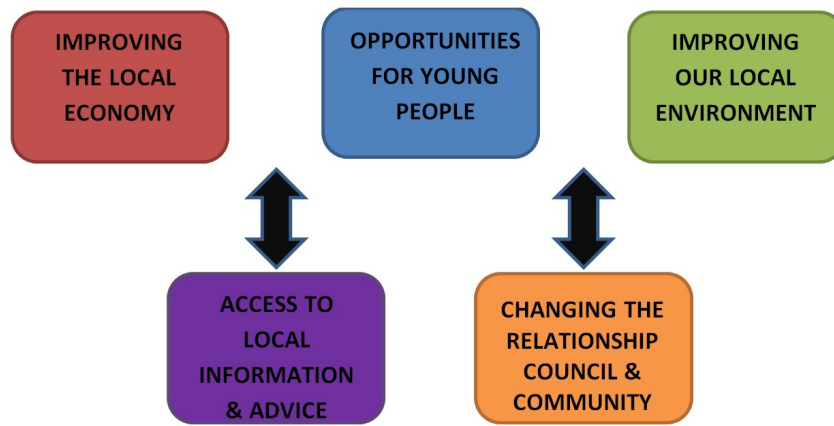 IMPROVING
THE LOCAL
ECONOMY
OPPORTUNITIES
FOR YOUNG
PEOPLE
IMPROVING
OUR LOCAL
ENVIRONMENT
ACCESS TO
LOCAL
INFORMATION
& ADVICE
CHANGING THE
RELATIONSHIP
COUNCIL &
COMMUNITY